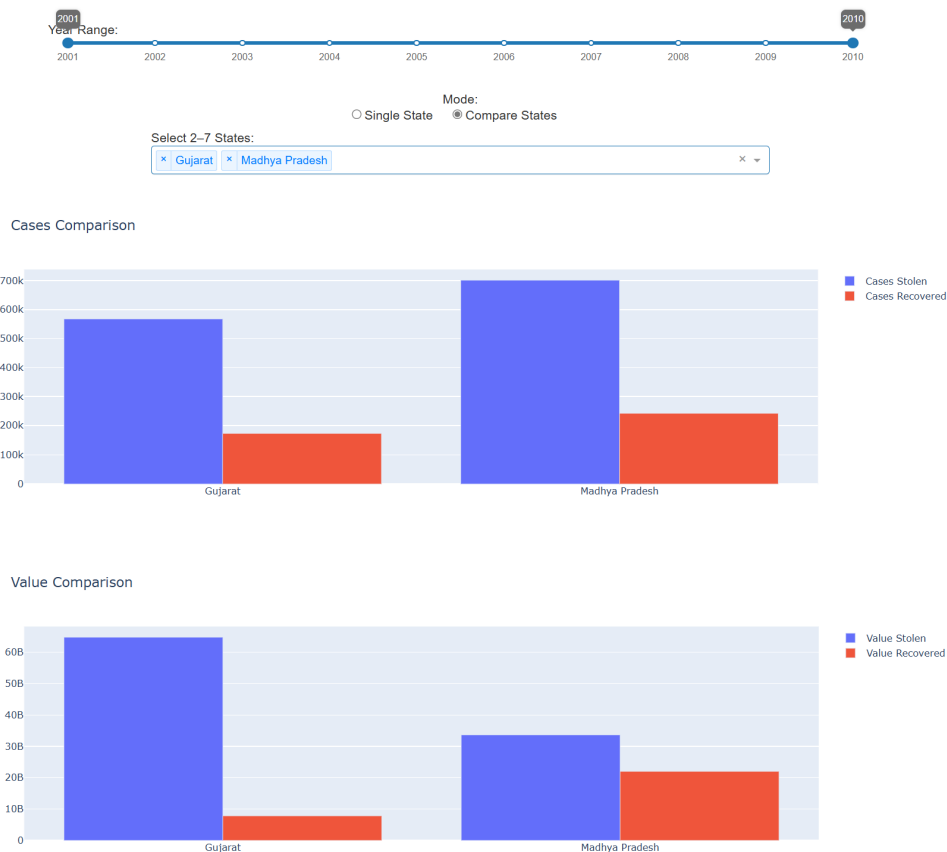 2001 2010
Year Range:
2001 2002 2003 2004 2005 2006 2007 2008 2009 2010
Mode:
Single State Compare States
Select 2–7 States:
× Gujarat × Madhya Pradesh ×
Cases Comparison
700k
600k
500k
400k
300k
200k
100k
0
Gujarat Madhya Pradesh
Cases Stolen
Cases Recovered
Value Comparison
60B
50B
40B
30B
20B
10B
0
Gujarat Madhya Pradesh
Value Stolen
Value Recovered